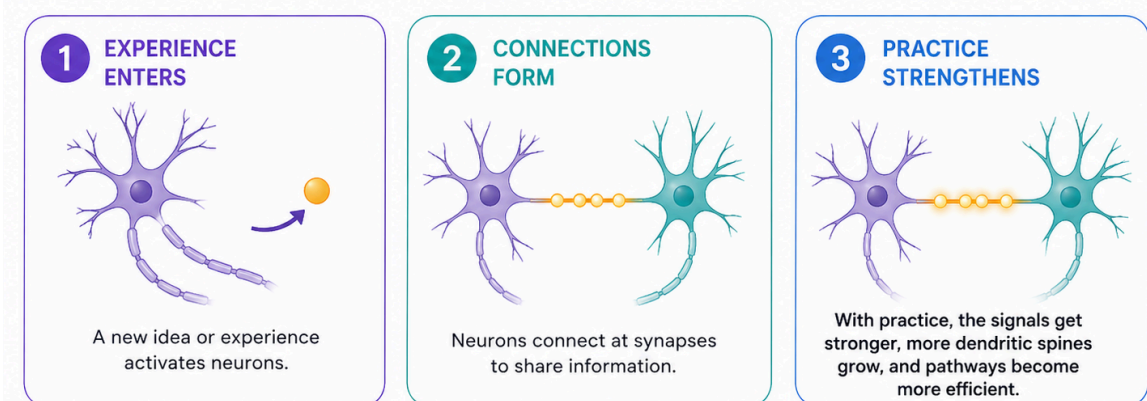 1
EXPERIENCE
ENTERS
A new idea or experience
activates neurons.
2
CONNECTIONS
FORM
Neurons connect at synapses
to share information.
3
PRACTICE
STRENGTHENS
With practice, the signals get
stronger, more dendritic spines
grow, and pathways become
more efficient.